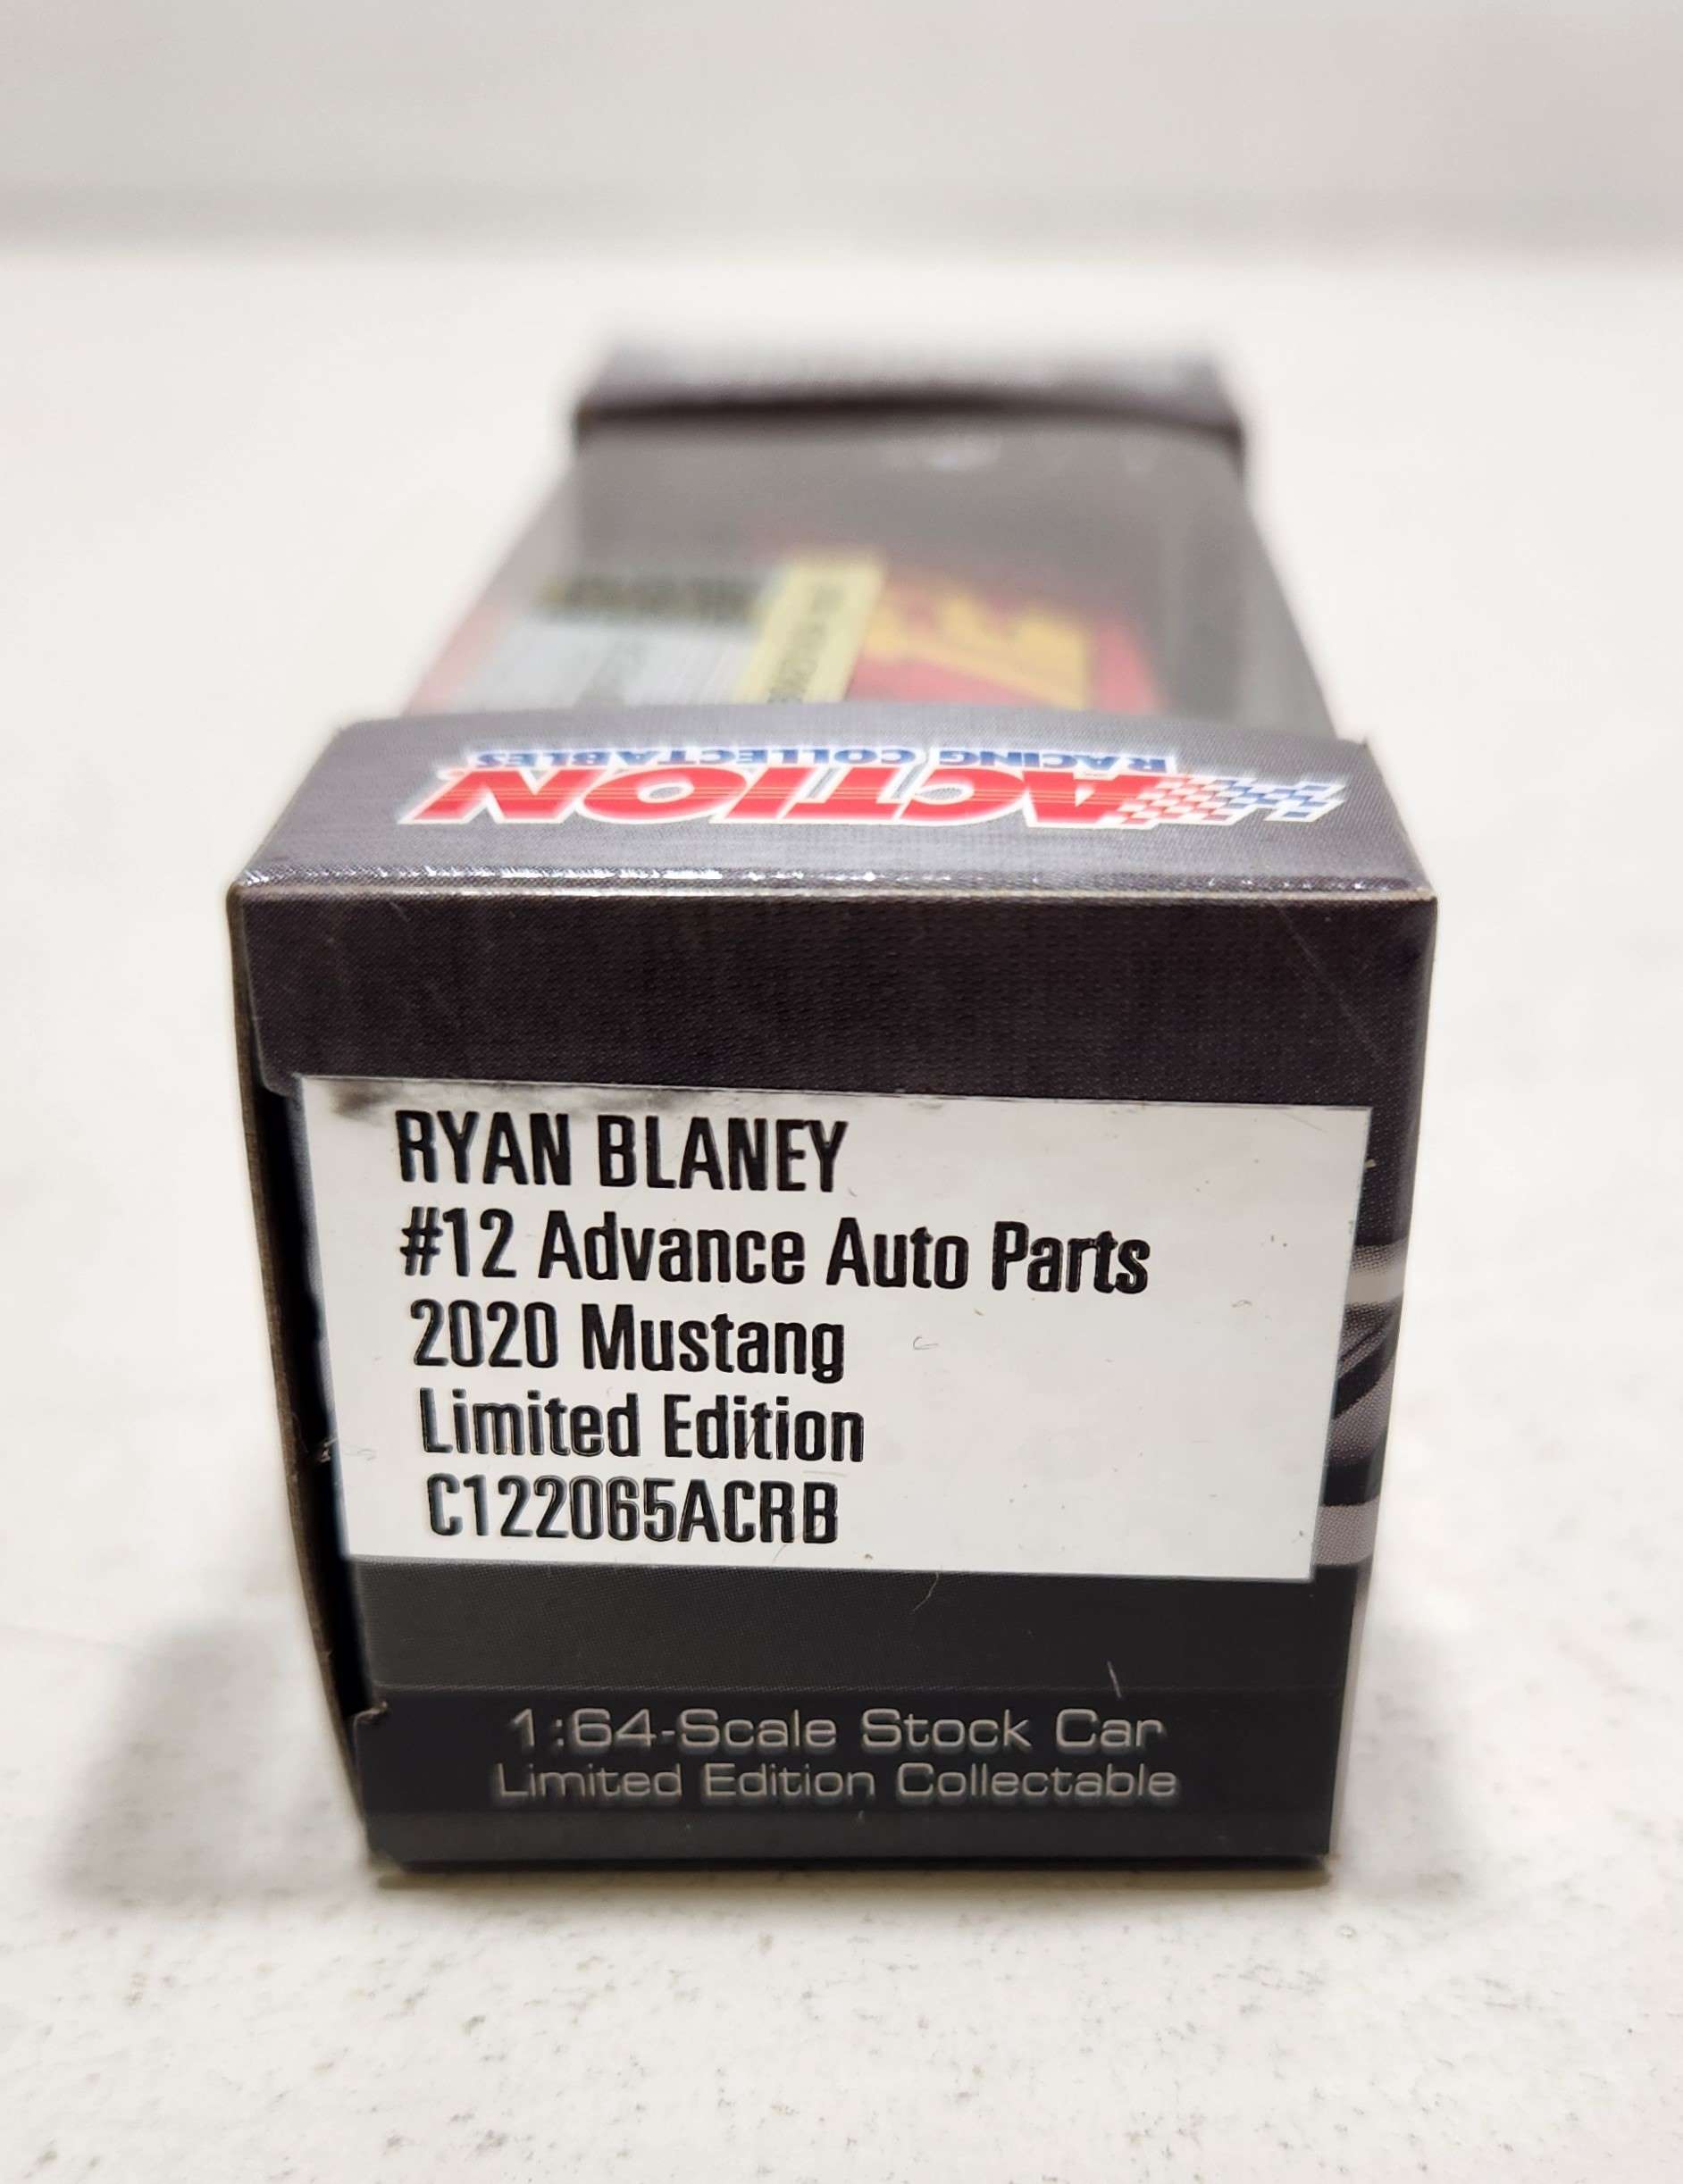 ACTION
RACING COLLECTABLES
RYAN BLANEY
#12 Advance Auto Parts
2020 Mustang
Limited Edition
C122065ACRB
1:64-Scale Stock Car
Limited Edition Collectable